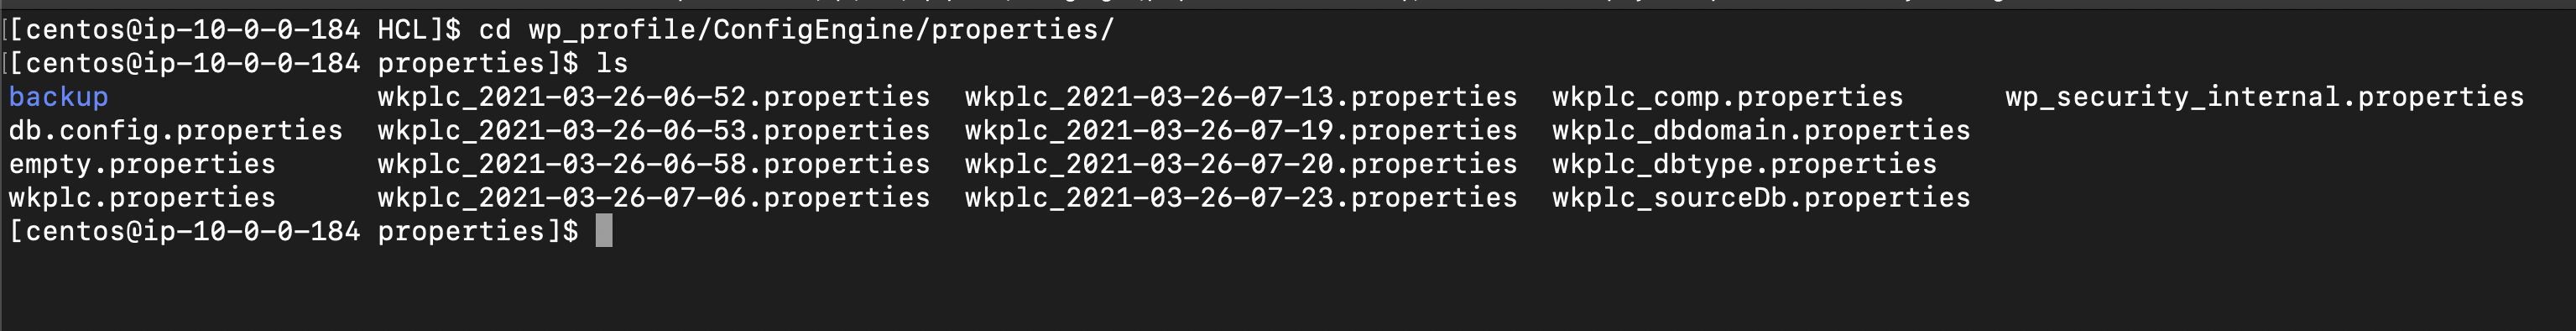 [[centos@ip-10-0-0-184 HCL]$ cd wp_profile/ConfigEngine/properties/
[[centos@ip-10-0-0-184 properties]$ ls
backup wkplc_2021-03-26-06-52.properties wkplc_2021-03-26-07-13.properties wkplc_comp.properties wp_security_internal.properties
db.config.properties wkplc_2021-03-26-06-53.properties wkplc_2021-03-26-07-19.properties wkplc_dbdomain.properties
empty.properties wkplc_2021-03-26-06-58.properties wkplc_2021-03-26-07-20.properties wkplc_dbtype.properties
wkplc.properties wkplc_2021-03-26-07-06.properties wkplc_2021-03-26-07-23.properties wkplc_sourceDb.properties
[centos@ip-10-0-0-184 properties]$